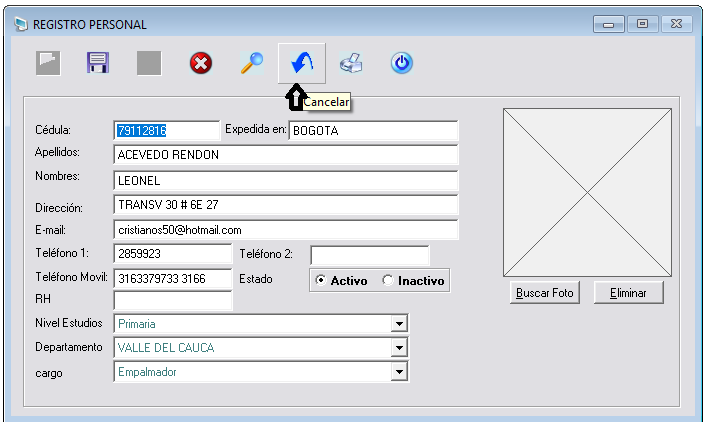 REGISTRO PERSONAL
Cancelar
Cédula: 79112816 Expedida en: BOGOTA
Apellidos: ACEVEDO RENDON
Nombres: LEONEL
Dirección: TRANSV 30 # 6E 27
E-mail: cristianos50@hotmail.com
Teléfono 1: 2859923 Teléfono 2:
Teléfono Movil: 3163379733 3166 Estado Activo Inactivo
Buscar Foto Eliminar
RH
Nivel Estudios Primaria
Departamento VALLE DEL CAUCA
cargo Empalmador